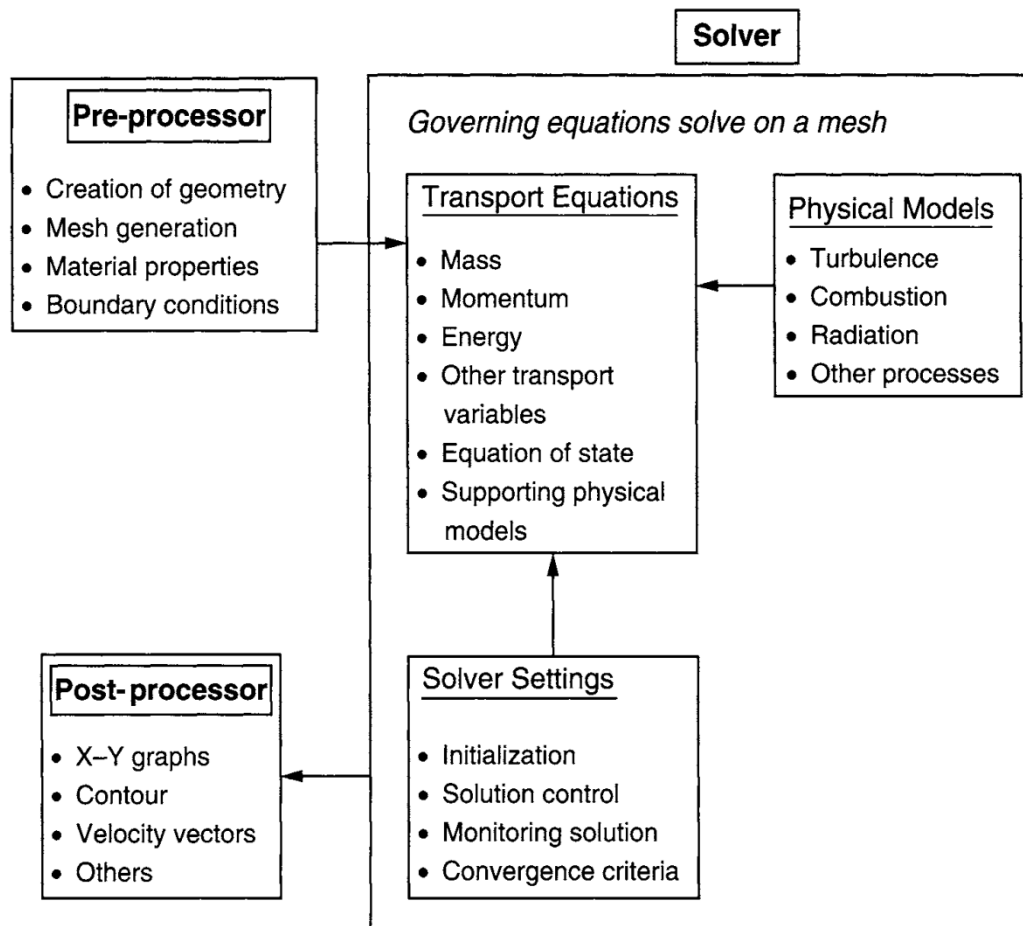 Solver
Pre-processor
• Creation of geometry
• Mesh generation
• Material properties
• Boundary conditions
Governing equations solve on a mesh
Transport Equations
• Mass
• Momentum
• Energy
• Other transport
variables
• Equation of state
• Supporting physical
models
Physical Models
• Turbulence
• Combustion
• Radiation
• Other processes
Post-processor
• X–Y graphs
• Contour
• Velocity vectors
• Others
Solver Settings
• Initialization
• Solution control
• Monitoring solution
• Convergence criteria